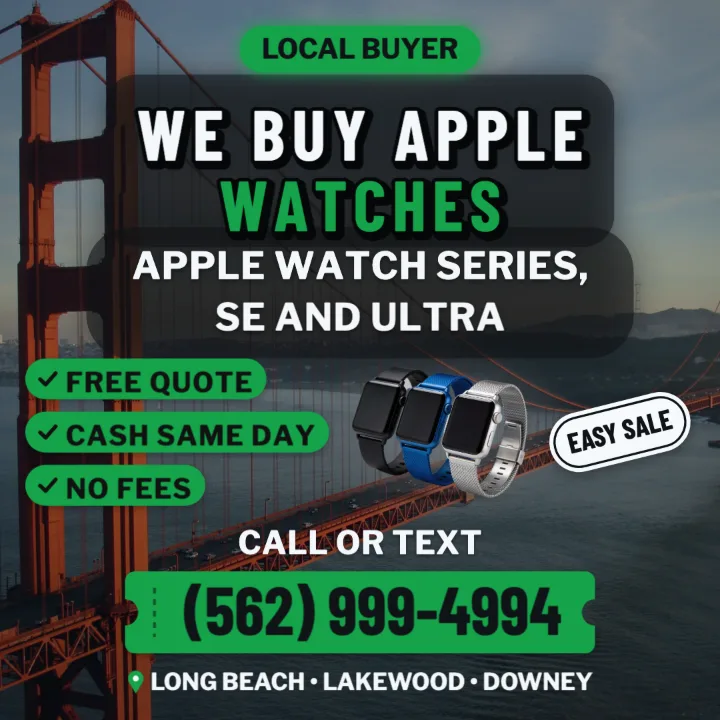 LOCAL BUYER
WE BUY APPLE
WATCHES
APPLE WATCH SERIES,
SE AND ULTRA
FREE QUOTE
CASH SAME DAY
NO FEES
EASY SALE
CALL OR TEXT
(562) 999-4994
LONG BEACH • LAKEWOOD • DOWNEY